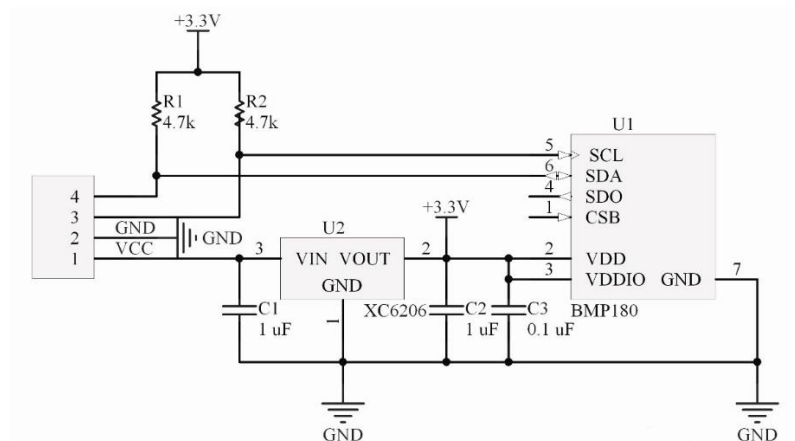 +3.3V
R1
4.7k
R2
4.7k
U1
5
SCL
6
SDA
4
SDO
1
CSB
4
3
GND
2
GND
VCC
1
+3.3V
U2
3
VIN VOUT
2
GND
1
XC6206
2
VDD
3
VDDIO
GND
7
BMP180
C1
1 uF
C2
1 uF
C3
0.1 uF
GND
GND